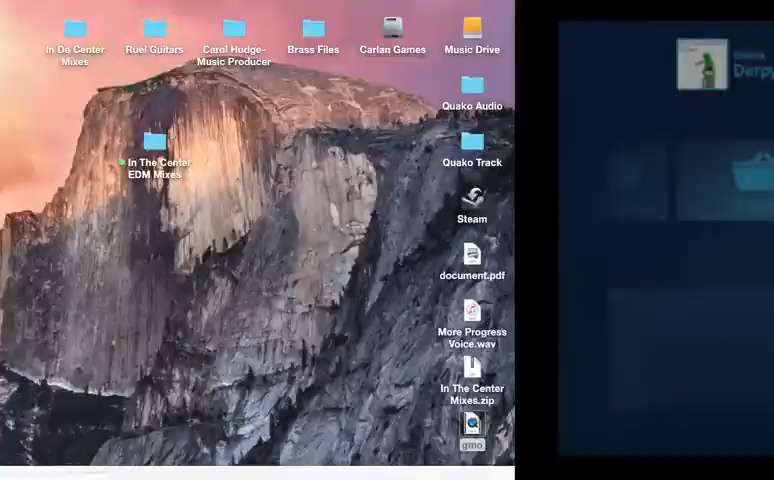 In De Center
Mixes
Ruel Guitars
Carol Hodge-
Music Producer
Brass Files
Carlan Games
Music Drive
Quako Audio
In The Center
EDM Mixes
Quako Track
Steam
document.pdf
More Progress
Voice.wav
In The Center
Mixes.zip
gmo
Derpy